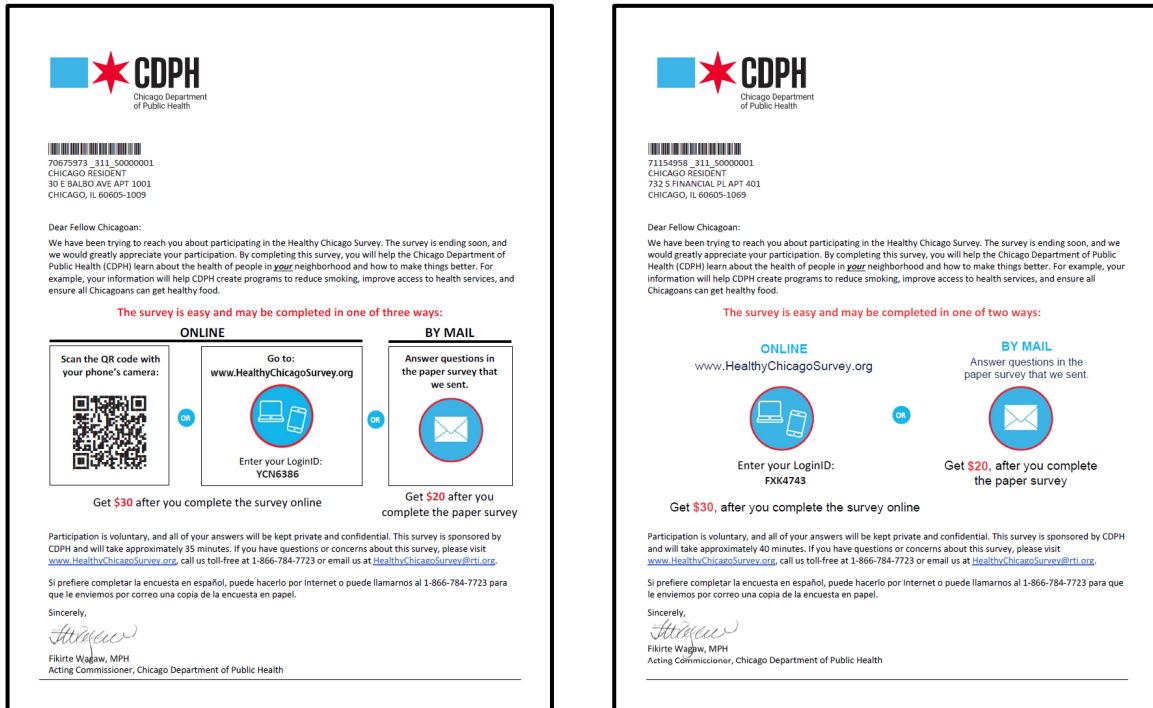 CDPH
Chicago Department
of Public Health
70675973 _311_S0000001
CHICAGO RESIDENT
30 E BALBO AVE APT 1001
CHICAGO, IL 60605-1009
Dear Fellow Chicagoan:
We have been trying to reach you about participating in the Healthy Chicago Survey. The survey is ending soon, and
we would greatly appreciate your participation. By completing this survey, you will help the Chicago Department of
Public Health (CDPH) learn about the health of people in your neighborhood and how to make things better. For
example, your information will help CDPH create programs to reduce smoking, improve access to health services, and
ensure all Chicagoans can get healthy food.
The survey is easy and may be completed in one of three ways:
ONLINE
Scan the QR code with
your phone's camera:
OR
Go to:
www.HealthyChicagoSurvey.org
Enter your LoginID:
YCN6386
Get $30 after you complete the survey online
OR
BY MAIL
Answer questions in
the paper survey that
we sent.
Get $20 after you
complete the paper survey
Participation is voluntary, and all of your answers will be kept private and confidential. This survey is sponsored by
CDPH and will take approximately 35 minutes. If you have questions or concerns about this survey, please visit
www.HealthyChicagoSurvey.org, call us toll-free at 1-866-784-7723 or email us at HealthyChicagoSurvey@rti.org.
Si prefiere completar la encuesta en español, puede hacerlo por Internet o puede llamarnos al 1-866-784-7723 para
que le enviemos por correo una copia de la encuesta en papel.
Sincerely,
Fikirte Wagaw, MPH
Acting Commissioner, Chicago Department of Public Health
CDPH
Chicago Department
of Public Health
71154958 _311_S0000001
CHICAGO RESIDENT
732 S FINANCIAL PL APT 401
CHICAGO, IL 60605-1069
Dear Fellow Chicagoan:
We have been trying to reach you about participating in the Healthy Chicago Survey. The survey is ending soon, and we
would greatly appreciate your participation. By completing this survey, you will help the Chicago Department of Public
Health (CDPH) learn about the health of people in your neighborhood and how to make things better. For example, your
information will help CDPH create programs to reduce smoking, improve access to health services, and ensure all
Chicagoans can get healthy food.
The survey is easy and may be completed in one of two ways:
ONLINE
www.HealthyChicagoSurvey.org
Enter your LoginID:
FXK4743
Get $30, after you complete the survey online
OR
BY MAIL
Answer questions in the
paper survey that we sent.
Get $20, after you complete
the paper survey
Participation is voluntary, and all of your answers will be kept private and confidential. This survey is sponsored by CDPH
and will take approximately 40 minutes. If you have questions or concerns about this survey, please visit
www.HealthyChicagoSurvey.org, call us toll-free at 1-866-784-7723 or email us at HealthyChicagoSurvey@rti.org.
Si prefiere completar la encuesta en español, puede hacerlo por Internet o puede llamarnos al 1-866-784-7723 para que
le enviemos por correo una copia de la encuesta en papel.
Sincerely,
Fikirte Wagaw, MPH
Acting Commissioner, Chicago Department of Public Health